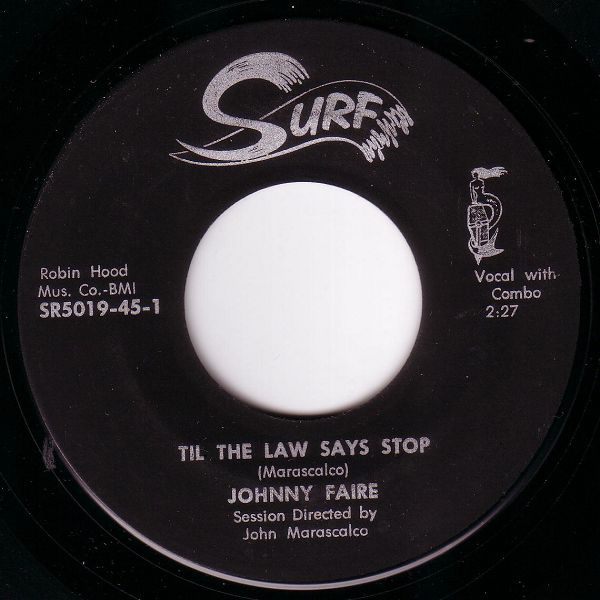 SURF
Robin Hood
Mus. Co.-BMI
SR5019-45-1
Vocal with
Combo
2:27
TIL THE LAW SAYS STOP
(Marascalco)
JOHNNY FAIRE
Session Directed by
John Marascalco